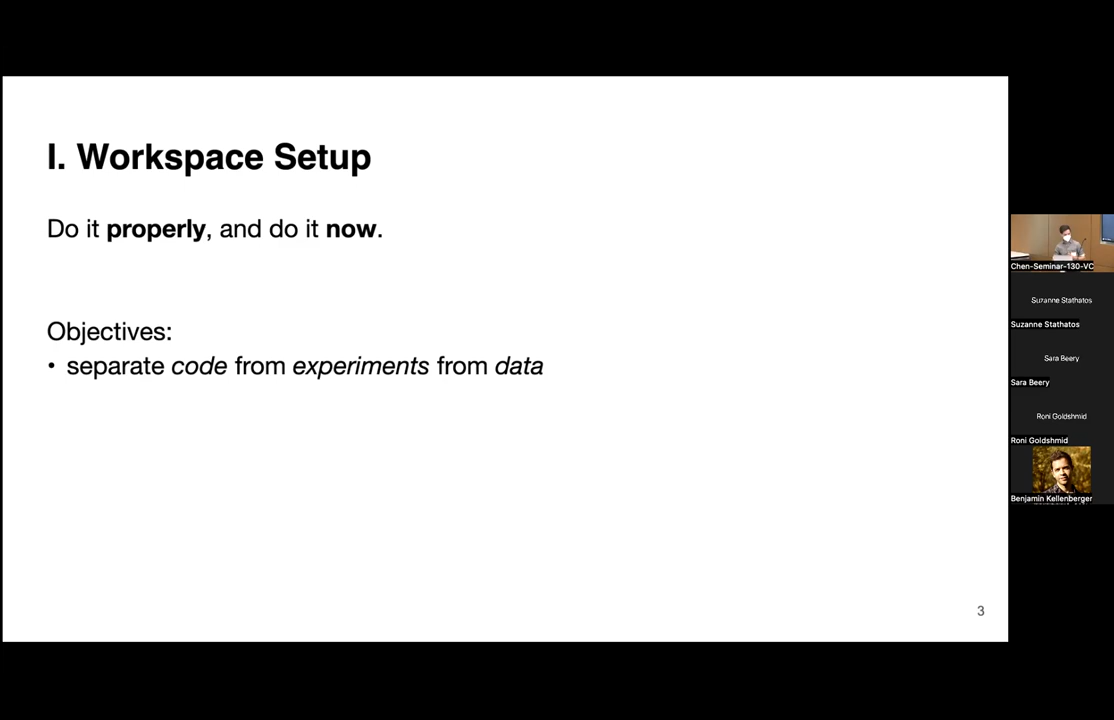 I. Workspace Setup
Do it properly, and do it now.
Objectives:
• separate code from experiments from data
3
Chen-Seminar-130-VC
Suzanne Stathatos
Suzanne Stathatos
Sara Beery
Sara Beery
Roni Goldshmid
Roni Goldshmid
Benjamin Kellenberger